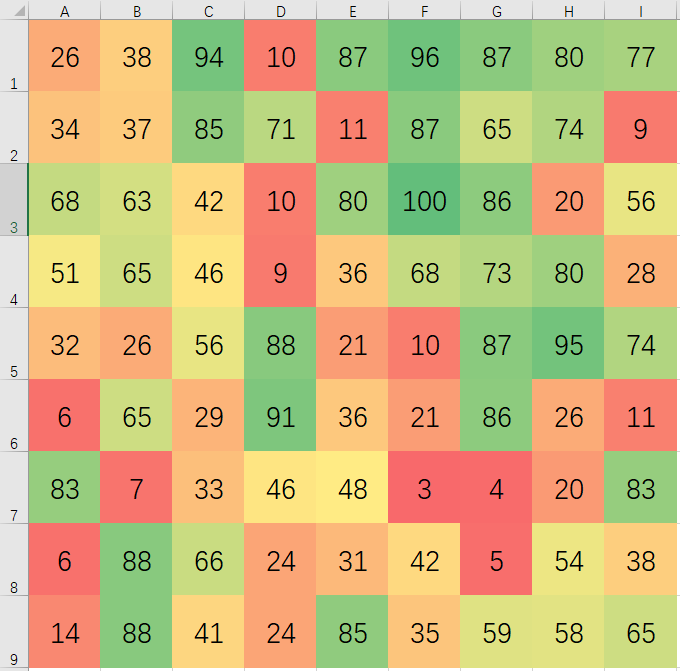 A B C D E F G H I
1 26 38 94 10 87 96 87 80 77
2 34 37 85 71 11 87 65 74 9
3 68 63 42 10 80 100 86 20 56
4 51 65 46 9 36 68 73 80 28
5 32 26 56 88 21 10 87 95 74
6 6 65 29 91 36 21 86 26 11
7 83 7 33 46 48 3 4 20 83
8 6 88 66 24 31 42 5 54 38
9 14 88 41 24 85 35 59 58 65